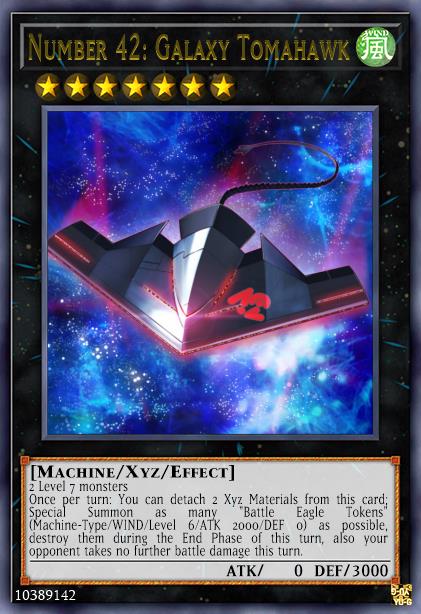 Number 42: Galaxy Tomahawk
WIND
風
42
[Machine/Xyz/Effect]
2 Level 7 monsters
Once per turn: You can detach 2 Xyz Materials from this card;
Special Summon as many "Battle Eagle Tokens"
(Machine-Type/WIND/Level 6/ATK 2000/DEF 0) as possible,
destroy them during the End Phase of this turn, also your
opponent takes no further battle damage this turn.
ATK/ 0 DEF/3000
10389142